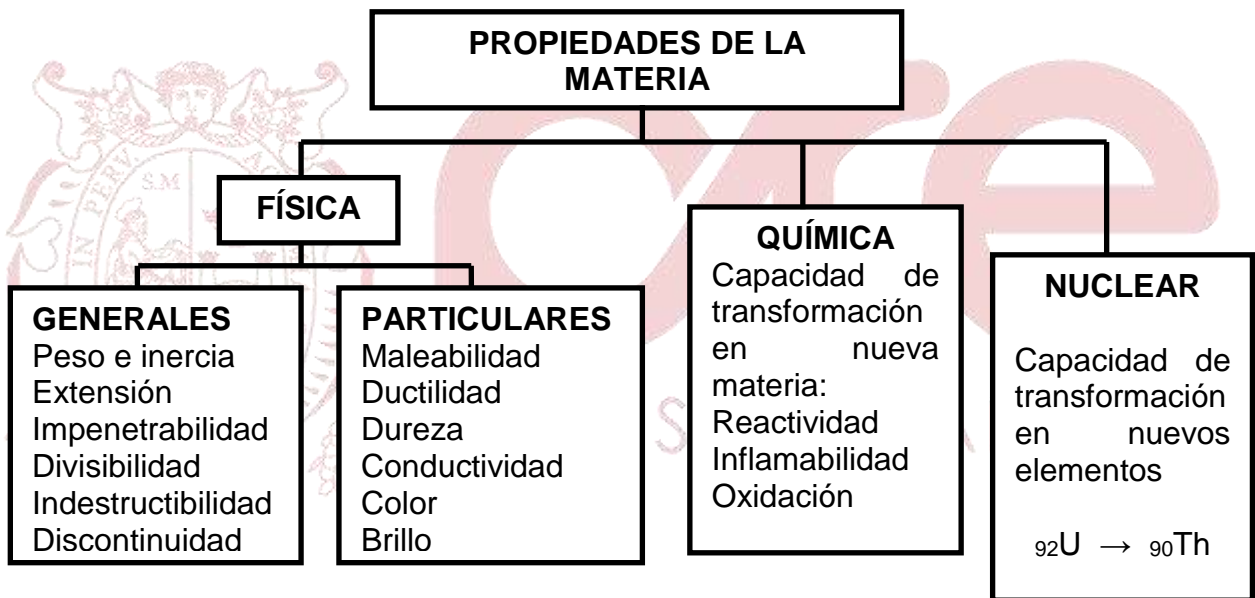 PROPIEDADES DE LA
MATERIA
FÍSICA
GENERALES
Peso e inercia
Extensión
Impenetrabilidad
Divisibilidad
Indestructibilidad
Discontinuidad
PARTICULARES
Maleabilidad
Ductilidad
Dureza
Conductividad
Color
Brillo
QUÍMICA
Capacidad de
transformación
en nueva
materia:
Reactividad
Inflamabilidad
Oxidación
NUCLEAR
Capacidad de
transformación
en nuevos
elementos
₉₂U → ₉₀Th
IN PERV
S.M